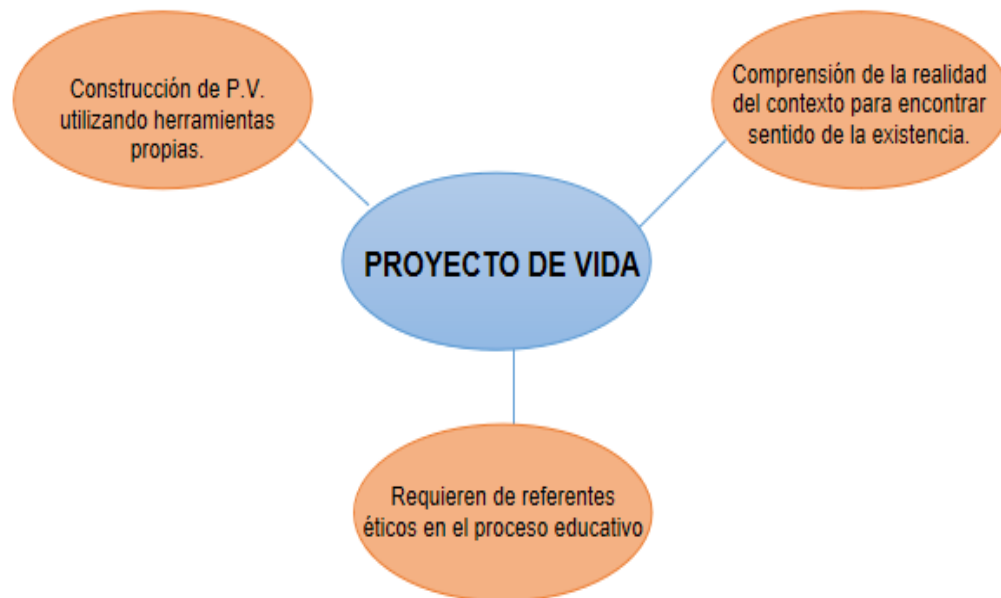 Construcción de P.V.
utilizando herramientas
propias.
Comprensión de la realidad
del contexto para encontrar
sentido de la existencia.
PROYECTO DE VIDA
Requieren de referentes
éticos en el proceso educativo